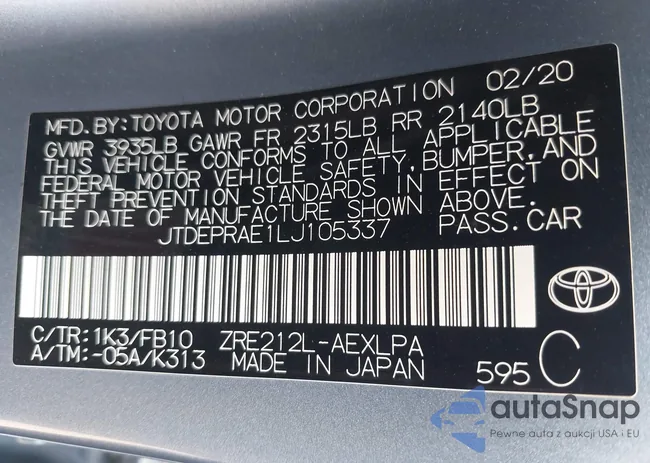 MFD. BY: TOYOTA MOTOR CORPORATION 02/20
GVWR 3935LB GAWR FR 2315LB RR 2140LB
THIS VEHICLE CONFORMS TO ALL APPLICABLE
FEDERAL MOTOR VEHICLE SAFETY, BUMPER, AND
THEFT PREVENTION STANDARDS IN EFFECT ON
THE DATE OF MANUFACTURE SHOWN ABOVE.
JTDEPRAE1LJ105337 PASS. CAR
C/TR: 1K3/FB10 ZRE212L-AEXLPA
A/TM: -05A/K313 MADE IN JAPAN 595 C
autaSnap
Pewne auta z aukcji USA i EU